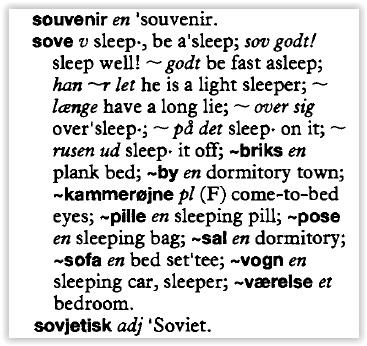 souvenir en 'souvenir.
sove v sleep·, be a'sleep; sov godt!
sleep well! ~ godt be fast asleep;
han ~r let he is a light sleeper; ~
længe have a long lie; ~ over sig
over'sleep·; ~ på det sleep· on it; ~
rusen ud sleep· it off; ~briks en
plank bed; ~by en dormitory town;
~kammerøjne pl (F) come-to-bed
eyes; ~pille en sleeping pill; ~pose
en sleeping bag; ~sal en dormitory;
~sofa en bed set'tee; ~vogn en
sleeping car, sleeper; ~værelse et
bedroom.
sovjetisk adj 'Soviet.